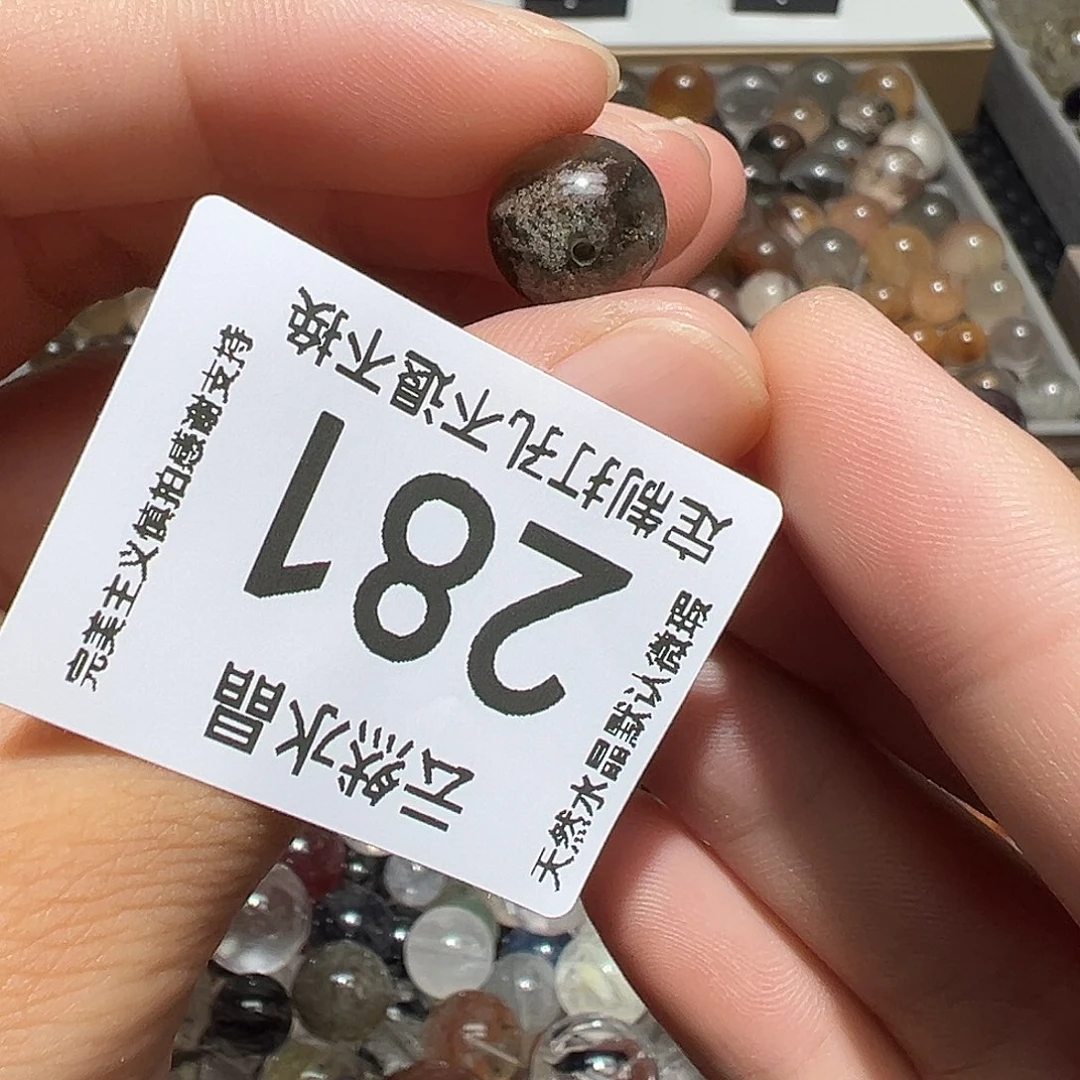 云然水晶
281
定制打孔不退不换
天然水晶默认微瑕
完美主义慎拍感谢支持